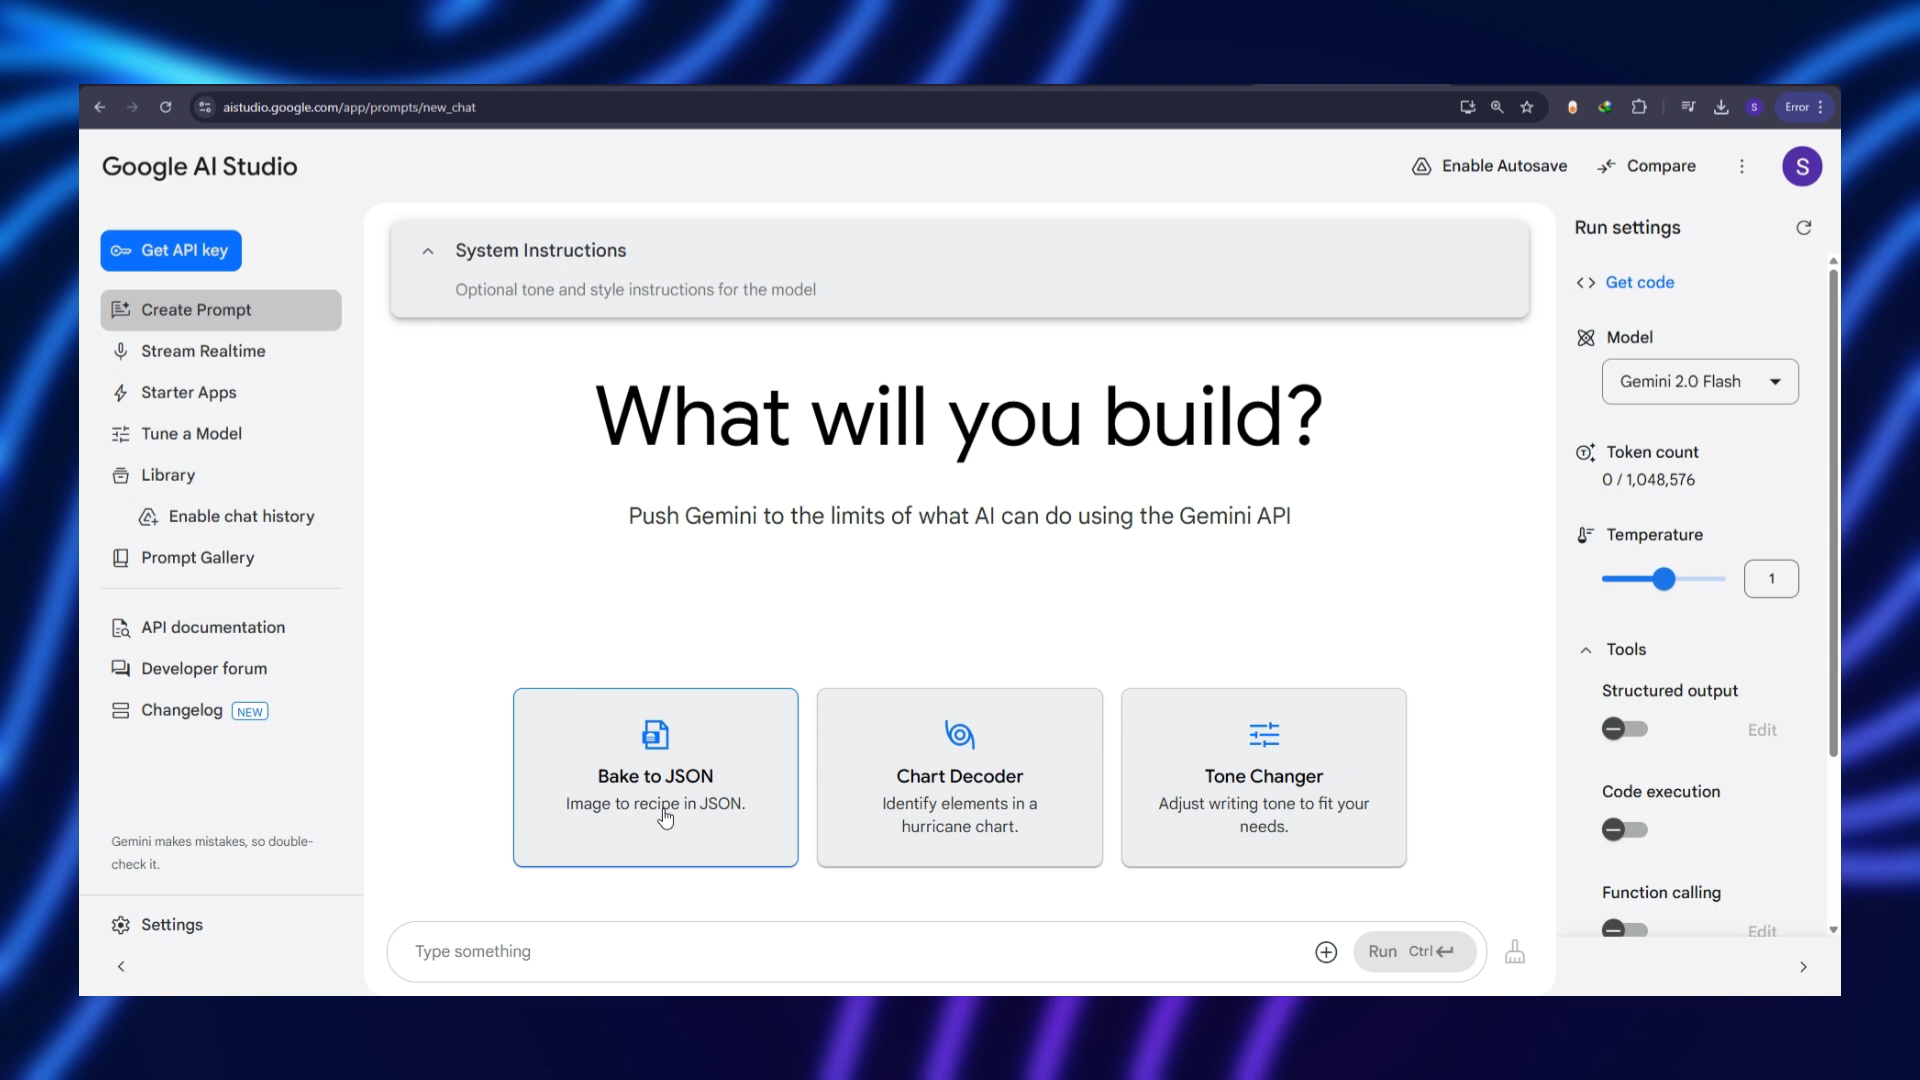 aistudio.google.com/app/prompts/new_chat
S
Error
Google AI Studio
Enable Autosave
Compare
S
Get API key
Create Prompt
Stream Realtime
Starter Apps
Tune a Model
Library
Enable chat history
Prompt Gallery
API documentation
Developer forum
Changelog NEW
Gemini makes mistakes, so double-
check it.
Settings
System Instructions
Optional tone and style instructions for the model
What will you build?
Push Gemini to the limits of what AI can do using the Gemini API
Bake to JSON
Image to recipe in JSON.
Chart Decoder
Identify elements in a
hurricane chart.
Tone Changer
Adjust writing tone to fit your
needs.
Type something
Run Ctrl
Run settings
Get code
Model
Gemini 2.0 Flash
Token count
0 / 1,048,576
Temperature
1
Tools
Structured output
Edit
Code execution
Function calling
Edit